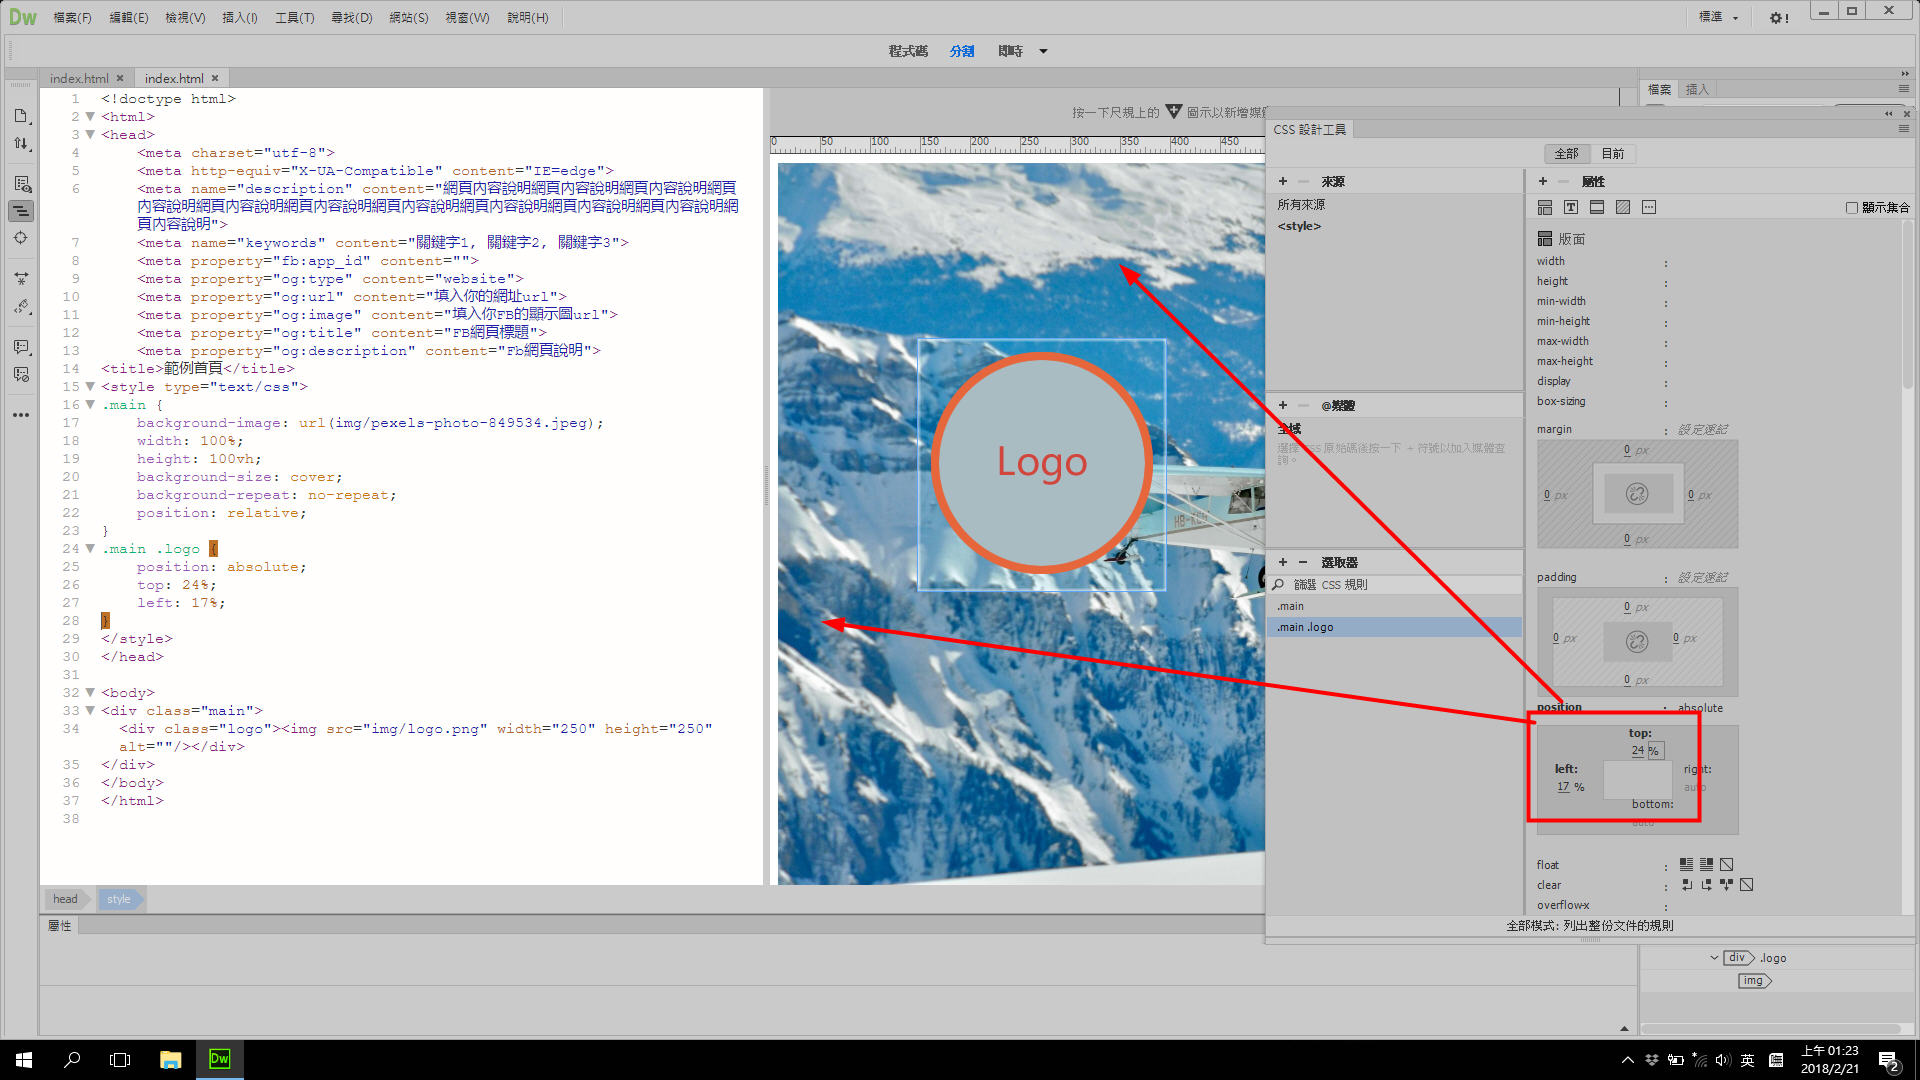 Dw 檔案(F) 編輯(E) 檢視(V) 插入(I) 工具(T) 尋找(D) 網站(S) 視窗(W) 說明(H) 標準 !
程式碼 分割 即時
index.html × index.html ×
1 <!doctype html>
2 <html>
3 <head>
4 <meta charset="utf-8">
5 <meta http-equiv="X-UA-Compatible" content="IE=edge">
6 <meta name="description" content="網頁內容說明網頁內容說明網頁內容說明網頁
內容說明網頁內容說明網頁內容說明網頁內容說明網頁內容說明網頁內容說明網頁內容說明網
頁內容說明">
7 <meta name="keywords" content="關鍵字1, 關鍵字2, 關鍵字3">
8 <meta property="fb:app_id" content="">
9 <meta property="og:type" content="website">
10 <meta property="og:url" content="填入你的網址url">
11 <meta property="og:image" content="填入你FB的顯示圖url">
12 <meta property="og:title" content="FB網頁標題">
13 <meta property="og:description" content="Fb網頁說明">
14 <title>範例首頁</title>
15 <style type="text/css">
16 .main {
17 background-image: url(img/pexels-photo-849534.jpeg);
18 width: 100%;
19 height: 100vh;
20 background-size: cover;
21 background-repeat: no-repeat;
22 position: relative;
23 }
24 .main .logo {
25 position: absolute;
26 top: 24%;
27 left: 17%;
28 }
29 </style>
30 </head>
31
32 <body>
33 <div class="main">
34 <div class="logo"><img src="img/logo.png" width="250" height="250"
alt=""/></div>
35 </div>
36 </body>
37 </html>
38
head style
屬性
按一下尺規上的 圖示以新增媒體
0 50 100 150 200 250 300 350 400 450
Logo
檔案 插入
CSS 設計工具
全部 目前
+ − 來源
所有來源
<style>
+ − @媒體
全域
選擇 CSS 原始碼後按一下 + 符號以加入媒體查
詢。
+ − 選取器
篩選 CSS 規則
.main
.main .logo
+ − 屬性
T 顯示集合
版面
width :
height :
min-width :
min-height :
max-width :
max-height :
display :
box-sizing :
margin : 設定速記
0 px
0 px 0 px
0 px
padding : 設定速記
0 px
0 px 0 px
0 px
position : absolute
top:
24 %
left: right:
17 % auto
bottom:
auto
float :
clear :
overflow-x :
全部模式: 列出整份文件的規則
div .logo
img
Dw
英
上午 01:23
2018/2/21
2